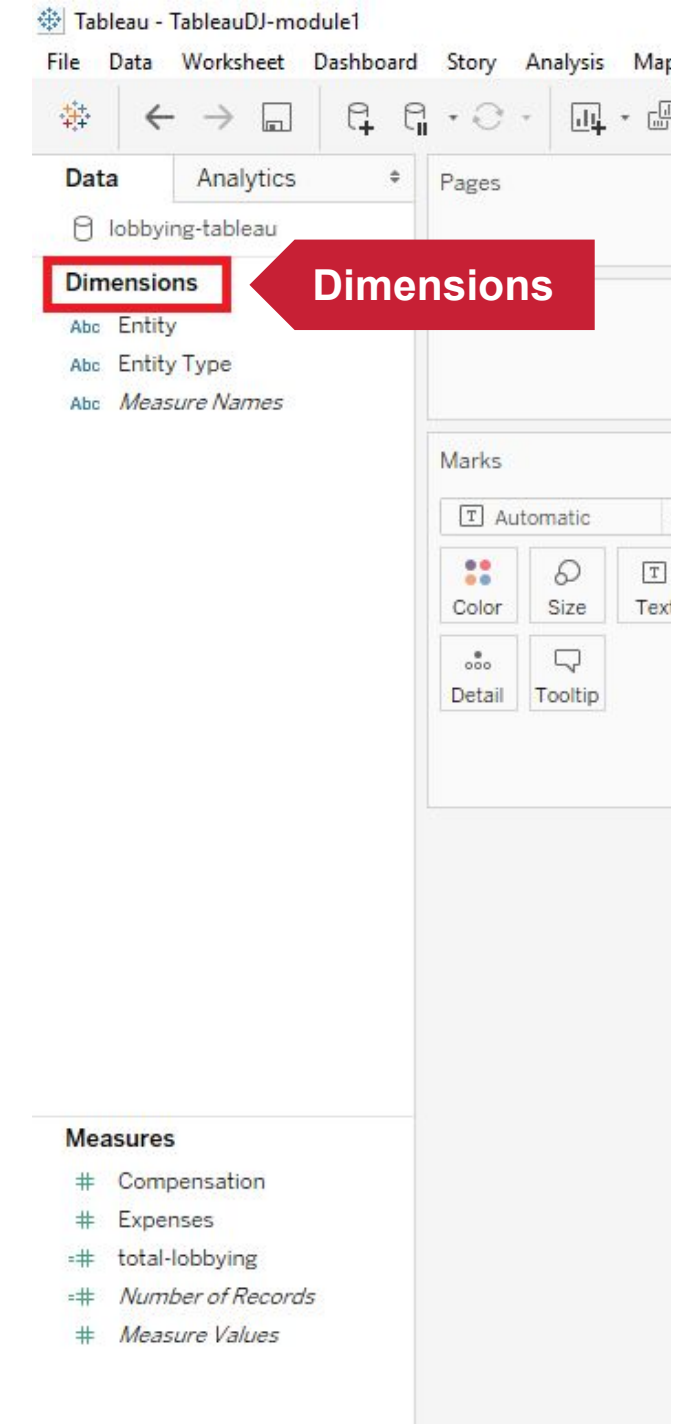 Tableau - TableauDJ-module1
File Data Worksheet Dashboard Story Analysis Map
Data Analytics
Pages
lobbying-tableau
Dimensions
Dimensions
Abc Entity
Abc Entity Type
Abc Measure Names
Marks
T Automatic
Color Size Text
Detail Tooltip
Measures
# Compensation
# Expenses
=# total-lobbying
=# Number of Records
# Measure Values